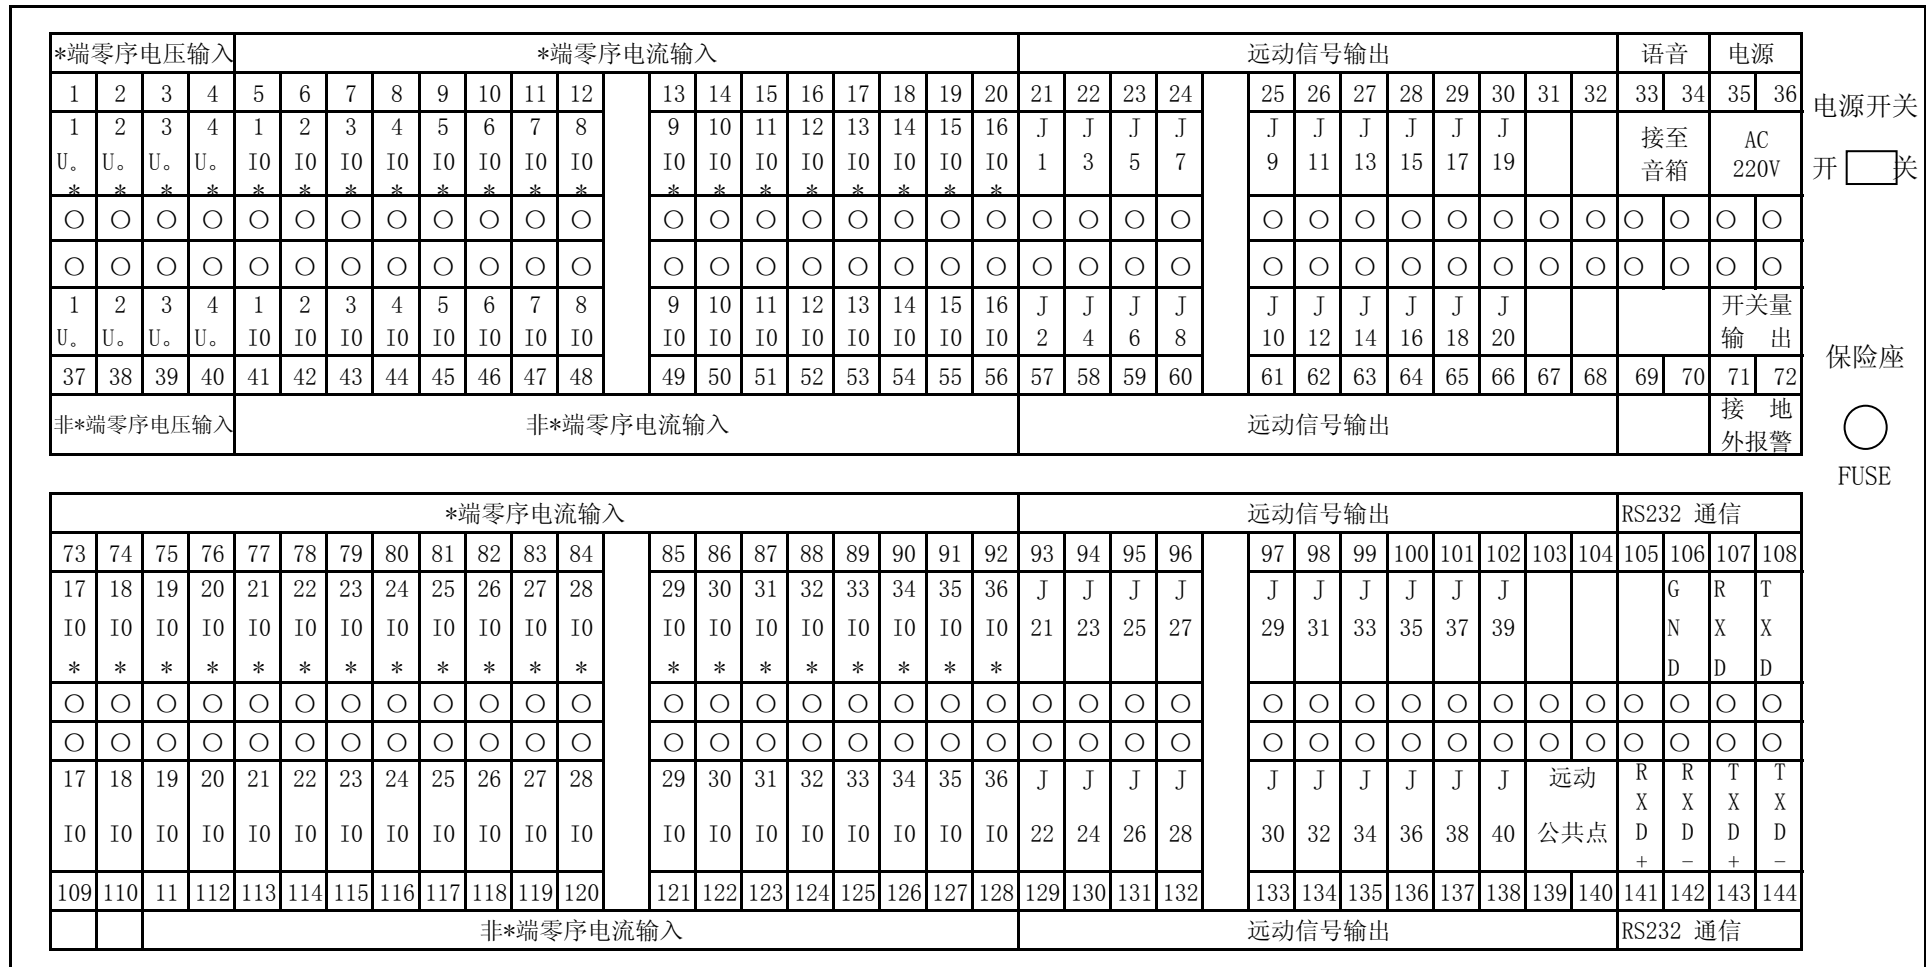 *端零序电压输入 *端零序电流输入 远动信号输出 语音 电源
1 2 3 4 5 6 7 8 9 10 11 12 13 14 15 16 17 18 19 20 21 22 23 24 25 26 27 28 29 30 31 32 33 34 35 36
1 2 3 4 1 2 3 4 5 6 7 8 9 10 11 12 13 14 15 16 J J J J J J J J J J 接至 AC
U。 U。 U。 U。 I0 I0 I0 I0 I0 I0 I0 I0 I0 I0 I0 I0 I0 I0 I0 I0 1 3 5 7 9 11 13 15 17 19 音箱 220V
* * * * * * * * * * * * * * * * * * * *
○ ○ ○ ○ ○ ○ ○ ○ ○ ○ ○ ○ ○ ○ ○ ○ ○ ○ ○ ○ ○ ○ ○ ○ ○ ○ ○ ○ ○ ○ ○ ○ ○ ○ ○ ○
○ ○ ○ ○ ○ ○ ○ ○ ○ ○ ○ ○ ○ ○ ○ ○ ○ ○ ○ ○ ○ ○ ○ ○ ○ ○ ○ ○ ○ ○ ○ ○ ○ ○ ○ ○
1 2 3 4 1 2 3 4 5 6 7 8 9 10 11 12 13 14 15 16 J J J J J J J J J J 开关量
U。 U。 U。 U。 I0 I0 I0 I0 I0 I0 I0 I0 I0 I0 I0 I0 I0 I0 I0 I0 2 4 6 8 10 12 14 16 18 20 输 出
37 38 39 40 41 42 43 44 45 46 47 48 49 50 51 52 53 54 55 56 57 58 59 60 61 62 63 64 65 66 67 68 69 70 71 72
非*端零序电压输入 非*端零序电流输入 远动信号输出 接 地
外报警
电源开关
开 关
保险座
FUSE
*端零序电流输入 远动信号输出 RS232 通信
73 74 75 76 77 78 79 80 81 82 83 84 85 86 87 88 89 90 91 92 93 94 95 96 97 98 99 100 101 102 103 104 105 106 107 108
17 18 19 20 21 22 23 24 25 26 27 28 29 30 31 32 33 34 35 36 J J J J J J J J J J G R T
I0 I0 I0 I0 I0 I0 I0 I0 I0 I0 I0 I0 I0 I0 I0 I0 I0 I0 I0 I0 21 23 25 27 29 31 33 35 37 39 N X X
* * * * * * * * * * * * * * * * * * * * D D D
○ ○ ○ ○ ○ ○ ○ ○ ○ ○ ○ ○ ○ ○ ○ ○ ○ ○ ○ ○ ○ ○ ○ ○ ○ ○ ○ ○ ○ ○ ○ ○ ○ ○ ○ ○
○ ○ ○ ○ ○ ○ ○ ○ ○ ○ ○ ○ ○ ○ ○ ○ ○ ○ ○ ○ ○ ○ ○ ○ ○ ○ ○ ○ ○ ○ ○ ○ ○ ○ ○ ○
17 18 19 20 21 22 23 24 25 26 27 28 29 30 31 32 33 34 35 36 J J J J J J J J J J 远动 R R T T
X X X X
I0 I0 I0 I0 I0 I0 I0 I0 I0 I0 I0 I0 I0 I0 I0 I0 I0 I0 I0 I0 22 24 26 28 30 32 34 36 38 40 公共点 D D D D
+ − + −
109 110 11 112 113 114 115 116 117 118 119 120 121 122 123 124 125 126 127 128 129 130 131 132 133 134 135 136 137 138 139 140 141 142 143 144
非*端零序电流输入 远动信号输出 RS232 通信